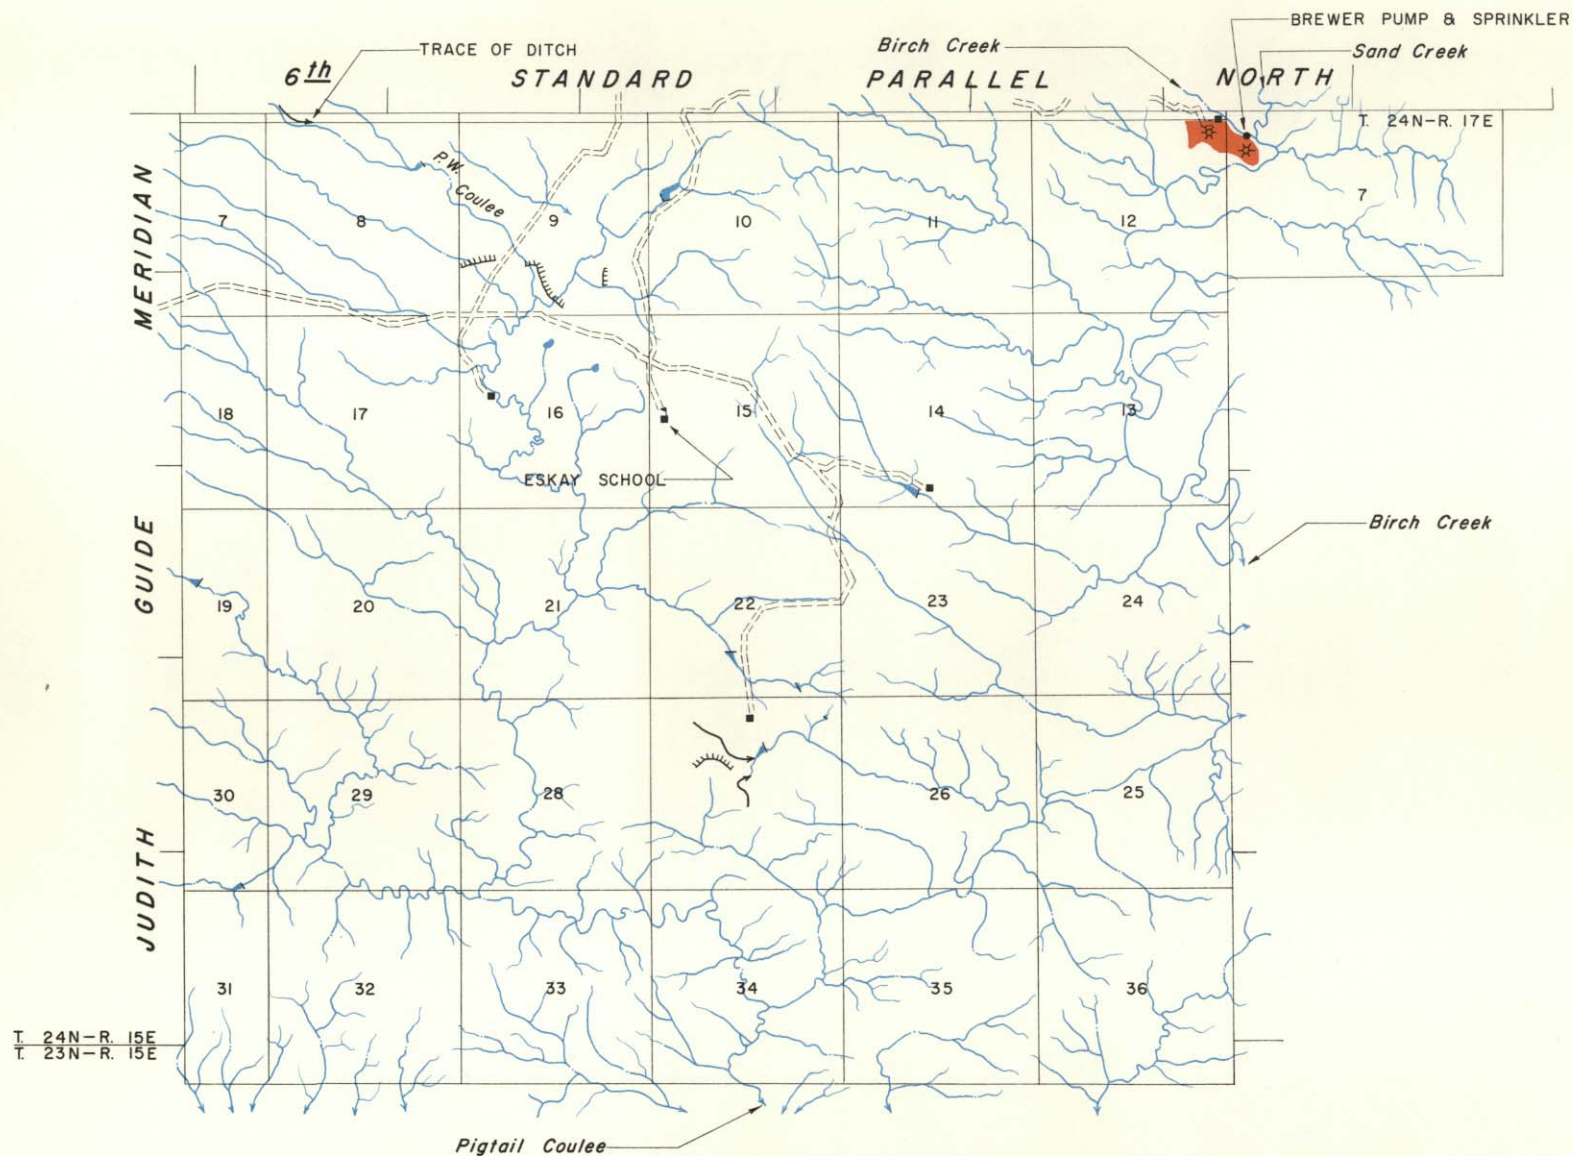 BREWER PUMP & SPRINKLER
TRACE OF DITCH
Birch Creek
Sand Creek
6th STANDARD PARALLEL NORTH
T. 24N-R. 17E
P.W. Coulee
MERIDIAN
7 8 9 10 11 12 7
18 17 16 15 14 13
ESKAY SCHOOL
GUIDE
Birch Creek
19 20 21 22 23 24
30 29 28 26 25
JUDITH
31 32 33 34 35 36
T. 24N-R. 15E
T. 23N-R. 15E
Pigtail Coulee